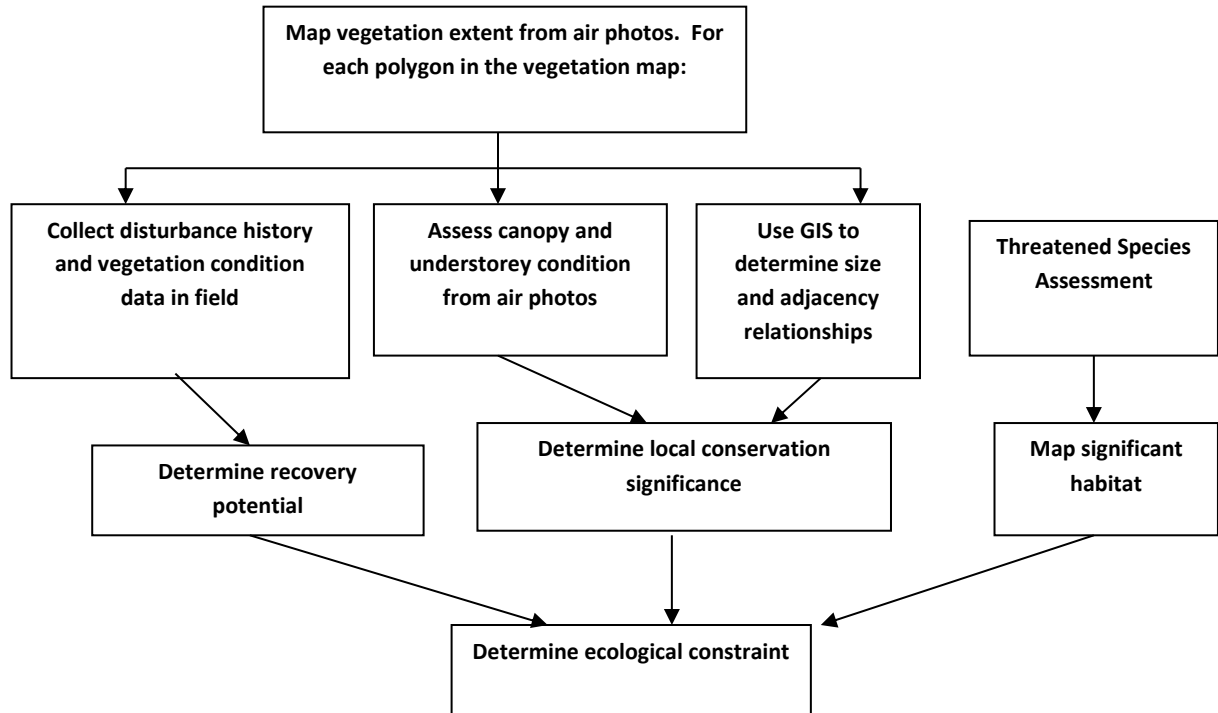 Map vegetation extent from air photos.  For
each polygon in the vegetation map:
Collect disturbance history
and vegetation condition
data in field
Assess canopy and
understorey condition
from air photos
Use GIS to
determine size
and adjacency
relationships
Threatened Species
Assessment
Determine recovery
potential
Determine local conservation
significance
Map significant
habitat
Determine ecological constraint